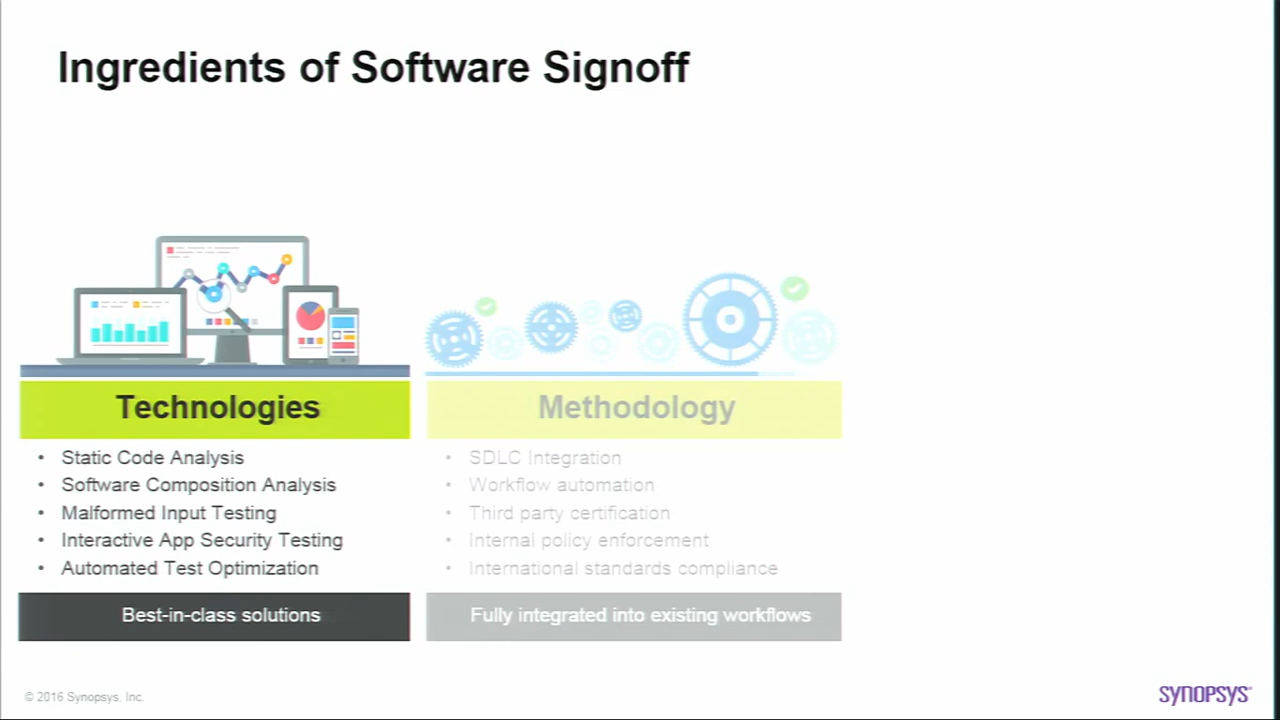 Ingredients of Software Signoff
Technologies
• Static Code Analysis
• Software Composition Analysis
• Malformed Input Testing
• Interactive App Security Testing
• Automated Test Optimization
Best-in-class solutions
Methodology
• SDLC Integration
• Workflow automation
• Third party certification
• Internal policy enforcement
• International standards compliance
Fully integrated into existing workflows
© 2016 Synopsys, Inc.
SYNOPSYS